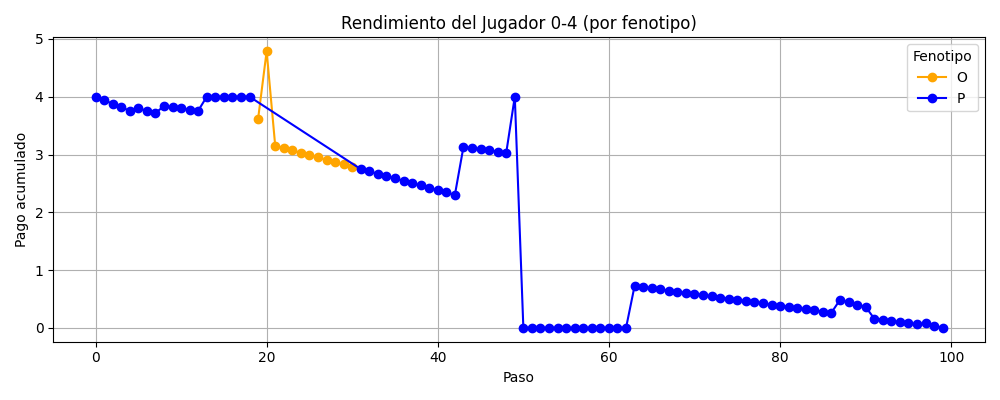 Rendimiento del Jugador 0-4 (por fenotipo)
Pago acumulado
5
4
3
2
1
0
Fenotipo
O
P
0 20 40 60 80 100
Paso